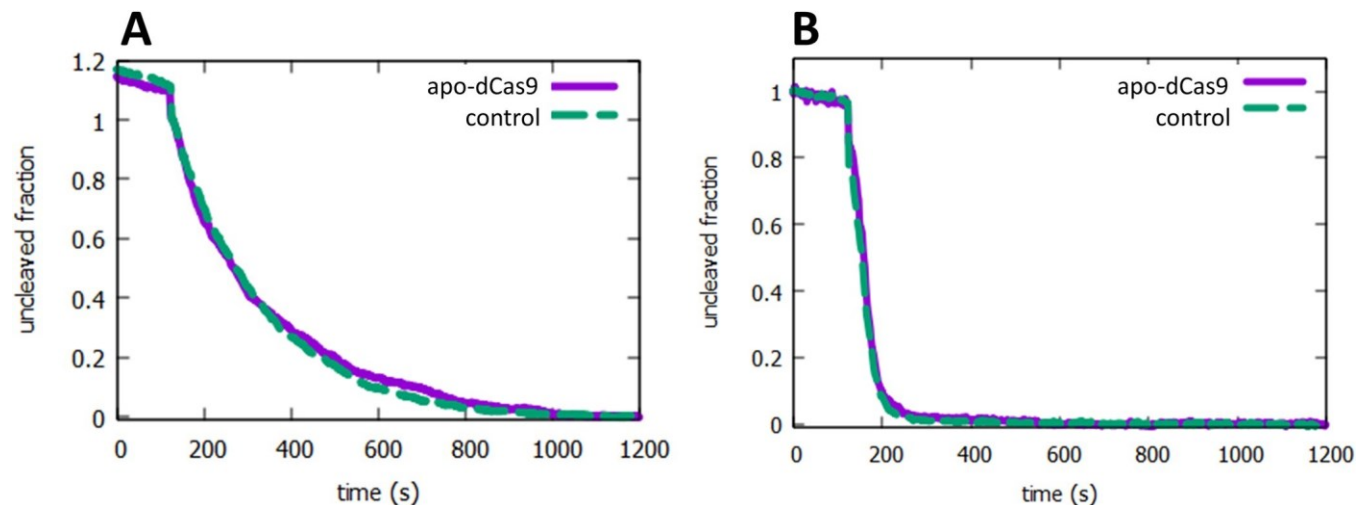 A
1.2
1
0.8
0.6
0.4
0.2
0
uncleaved fraction
apo-dCas9
control
0 200 400 600 800 1000 1200
time (s)
B
1
0.8
0.6
0.4
0.2
0
uncleaved fraction
apo-dCas9
control
0 200 400 600 800 1000 1200
time (s)